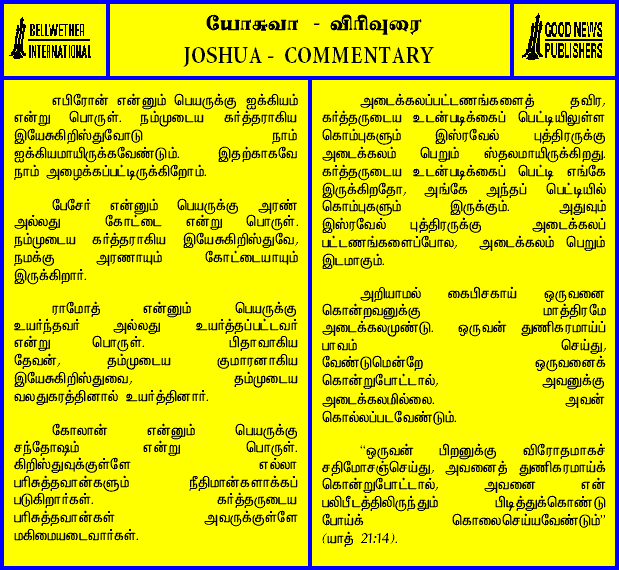 BELLWETHER
INTERNATIONAL
யோசுவா - விரிவுரை
JOSHUA - COMMENTARY
GOOD NEWS
PUBLISHERS
எபிரோன் என்னும் பெயருக்கு ஐக்கியம்
என்று பொருள். நம்முடைய கர்த்தராகிய
இயேசுகிறிஸ்துவோடு நாம்
ஐக்கியமாயிருக்கவேண்டும். இதற்காகவே
நாம் அழைக்கப்பட்டிருக்கிறோம்.
பேசேர் என்னும் பெயருக்கு அரண்
அல்லது கோட்டை என்று பொருள்.
நம்முடைய கர்த்தராகிய இயேசுகிறிஸ்துவே,
நமக்கு அரணாயும் கோட்டையாயும்
இருக்கிறார்.
ராமோத் என்னும் பெயருக்கு
உயர்ந்தவர் அல்லது உயர்த்தப்பட்டவர்
என்று பொருள். பிதாவாகிய
தேவன், தம்முடைய குமாரனாகிய
இயேசுகிறிஸ்துவை, தம்முடைய
வலதுகரத்தினால் உயர்த்தினார்.
கோலான் என்னும் பெயருக்கு
சந்தோஷம் என்று பொருள்.
கிறிஸ்துவுக்குள்ளே எல்லா
பரிசுத்தவான்களும் நீதிமான்களாக்கப்
படுகிறார்கள். கர்த்தருடைய
பரிசுத்தவான்கள் அவருக்குள்ளே
மகிமையடைவார்கள்.
அடைக்கலப்பட்டணங்களைத் தவிர,
கர்த்தருடைய உடன்படிக்கைப் பெட்டியிலுள்ள
கொம்புகளும் இஸ்ரவேல் புத்திரருக்கு
அடைக்கலம் பெறும் ஸ்தலமாயிருக்கிறது.
கர்த்தருடைய உடன்படிக்கைப் பெட்டி எங்கே
இருக்கிறதோ, அங்கே அந்தப் பெட்டியில்
கொம்புகளும் இருக்கும். அதுவும்
இஸ்ரவேல் புத்திரருக்கு அடைக்கலப்
பட்டணங்களைப்போல, அடைக்கலம் பெறும்
இடமாகும்.
அறியாமல் கைபிசகாய் ஒருவனை
கொன்றவனுக்கு மாத்திரமே
அடைக்கலமுண்டு. ஒருவன் துணிகரமாய்ப்
பாவம் செய்து,
வேண்டுமென்றே ஒருவனைக்
கொன்றுபோட்டால், அவனுக்கு
அடைக்கலமில்லை. அவன்
கொல்லப்படவேண்டும்.
“ஒருவன் பிறனுக்கு விரோதமாகச்
சதிமோசஞ்செய்து, அவனைத் துணிகரமாய்க்
கொன்றுபோட்டால், அவனை என்
பலிபீடத்திலிருந்தும் பிடித்துக்கொண்டு
போய்க் கொலைசெய்யவேண்டும்”
(யாத் 21:14).